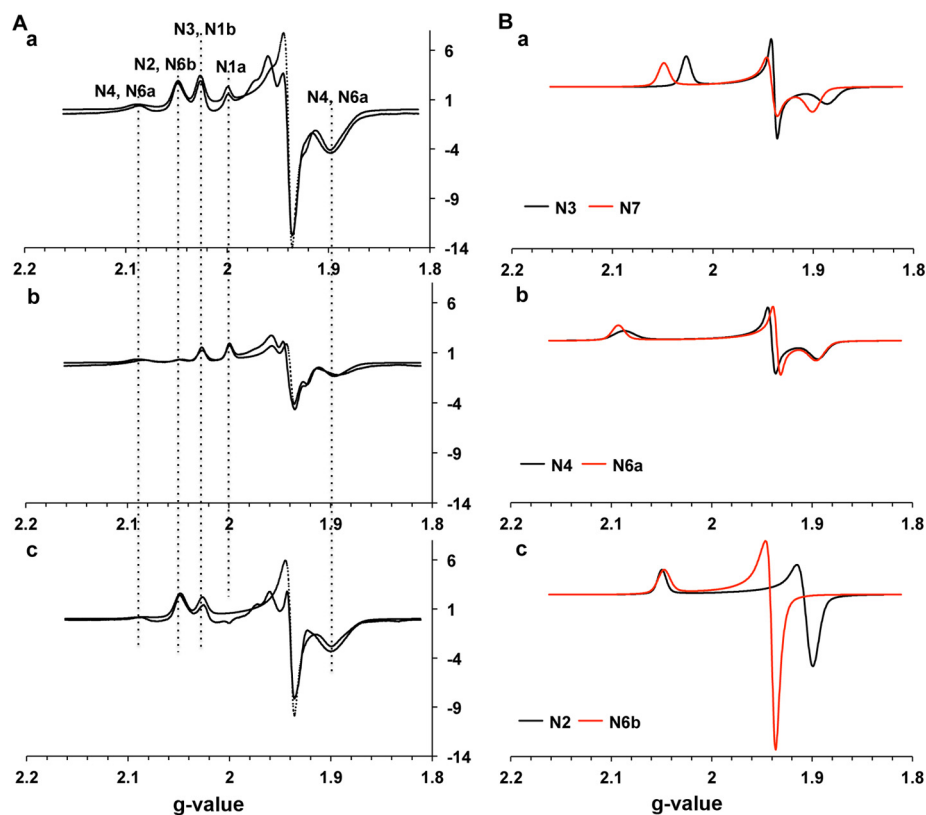 A
a
N3, N1b
N2, N6b
N1a
N4, N6a
N4, N6a
6
1
-4
-9
-14
2.2 2.1 2 1.9 1.8
b
6
1
-4
-9
-14
2.2 2.1 2 1.9 1.8
c
6
1
-4
-9
-14
2.2 2.1 2 1.9 1.8
g-value
B
a
N3 N7
2.2 2.1 2 1.9 1.8
b
N4 N6a
2.2 2.1 2 1.9 1.8
c
N2 N6b
2.2 2.1 2 1.9 1.8
g-value